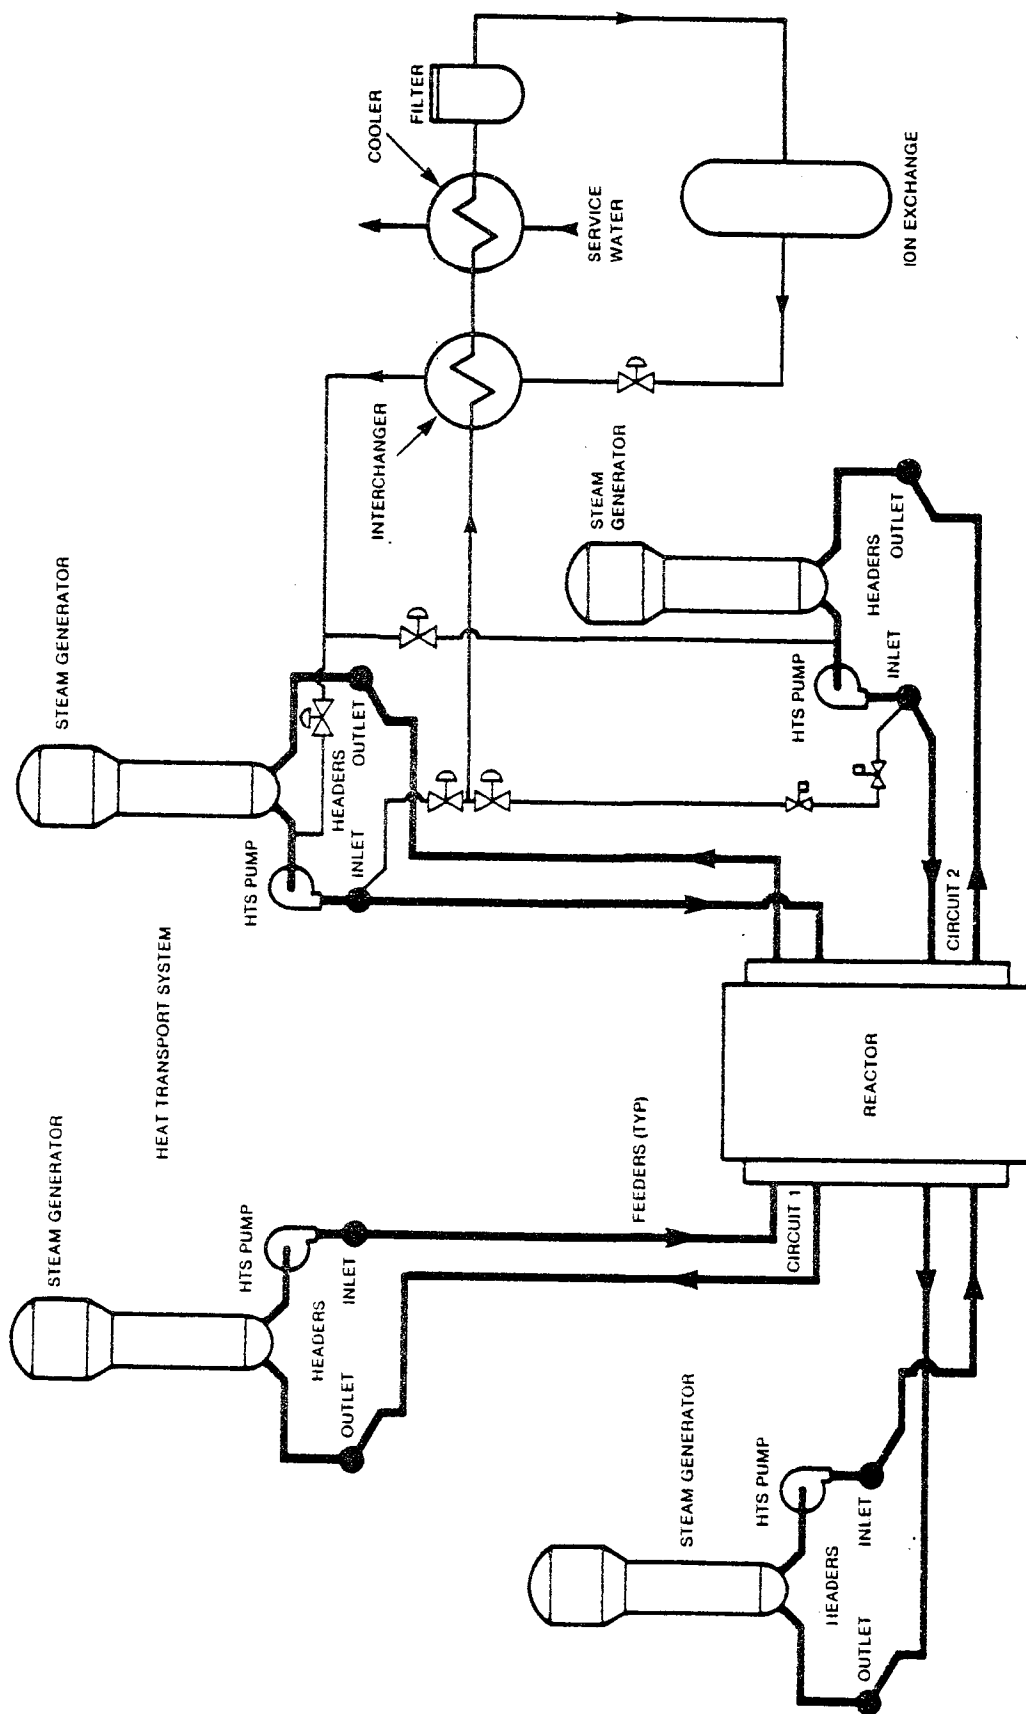 STEAM GENERATOR
HTS PUMP
HEADERS
OUTLET
INLET
STEAM GENERATOR
HTS PUMP
HEADERS
OUTLET
INLET
HEAT TRANSPORT SYSTEM
FEEDERS (TYP)
CIRCUIT 1
REACTOR
CIRCUIT 2
STEAM GENERATOR
HTS PUMP
HEADERS
INLET
OUTLET
STEAM
GENERATOR
HTS PUMP
HEADERS
INLET
OUTLET
INTERCHANGER
COOLER
FILTER
SERVICE
WATER
ION EXCHANGE